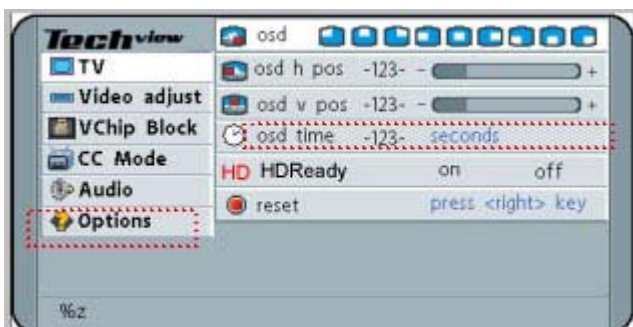 Techview
TV
Video adjust
VChip Block
CC Mode
Audio
Options
osd
osd h pos -123- - +
osd v pos -123- - +
osd time -123- seconds
HD HDReady on off
reset press <right> key
%z